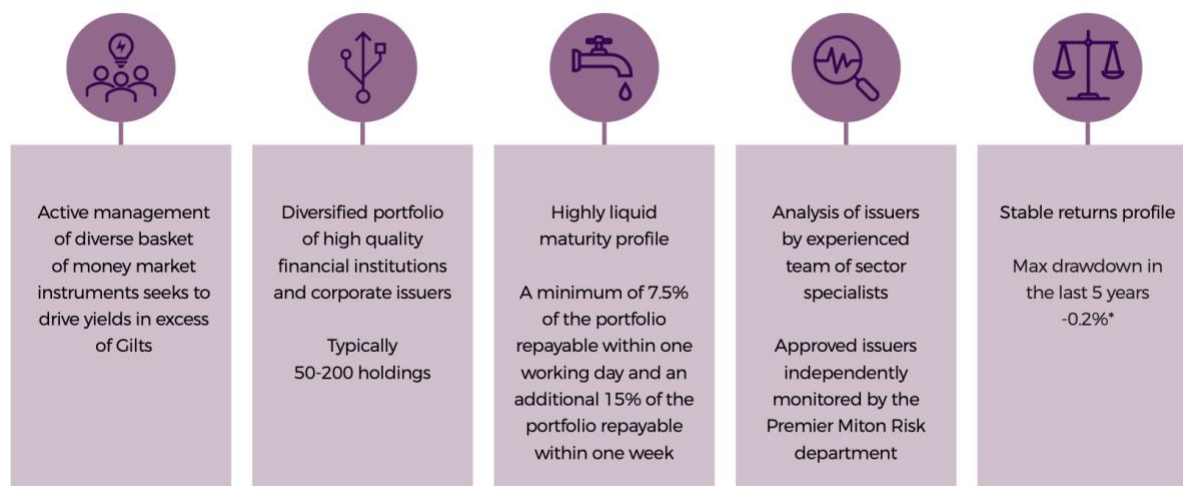 Active management
of diverse basket
of money market
instruments seeks to
drive yields in excess
of Gilts
Diversified portfolio
of high quality
financial institutions
and corporate issuers
Typically
50-200 holdings
Highly liquid
maturity profile
A minimum of 7.5%
of the portfolio
repayable within one
working day and an
additional 15% of the
portfolio repayable
within one week
Analysis of issuers
by experienced
team of sector
specialists
Approved issuers
independently
monitored by the
Premier Miton Risk
department
Stable returns profile
Max drawdown in
the last 5 years
-0.2%*